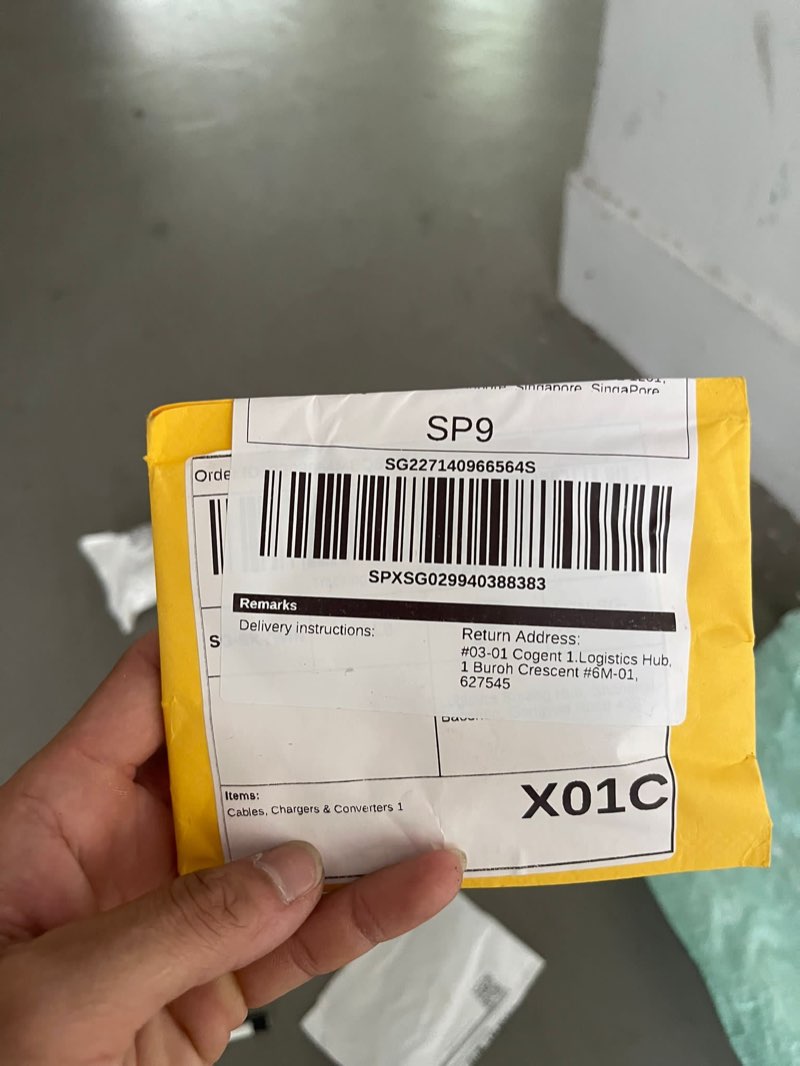 Singapore, SingaPore
SP9
SG227140966564S
Orde
SPXSG029940388383
Remarks
Delivery instructions:
Return Address:
#03-01 Cogent 1.Logistics Hub,
1 Buroh Crescent #6M-01,
627545
S
Items:
Cables, Chargers & Converters 1
X01C